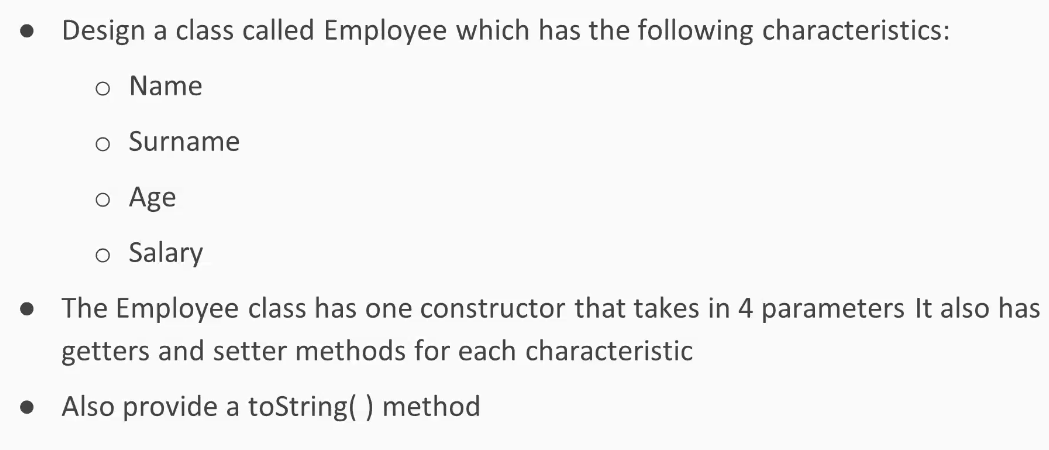 ● Design a class called Employee which has the following characteristics:
○ Name
○ Surname
○ Age
○ Salary
● The Employee class has one constructor that takes in 4 parameters It also has
getters and setter methods for each characteristic
● Also provide a toString( ) method